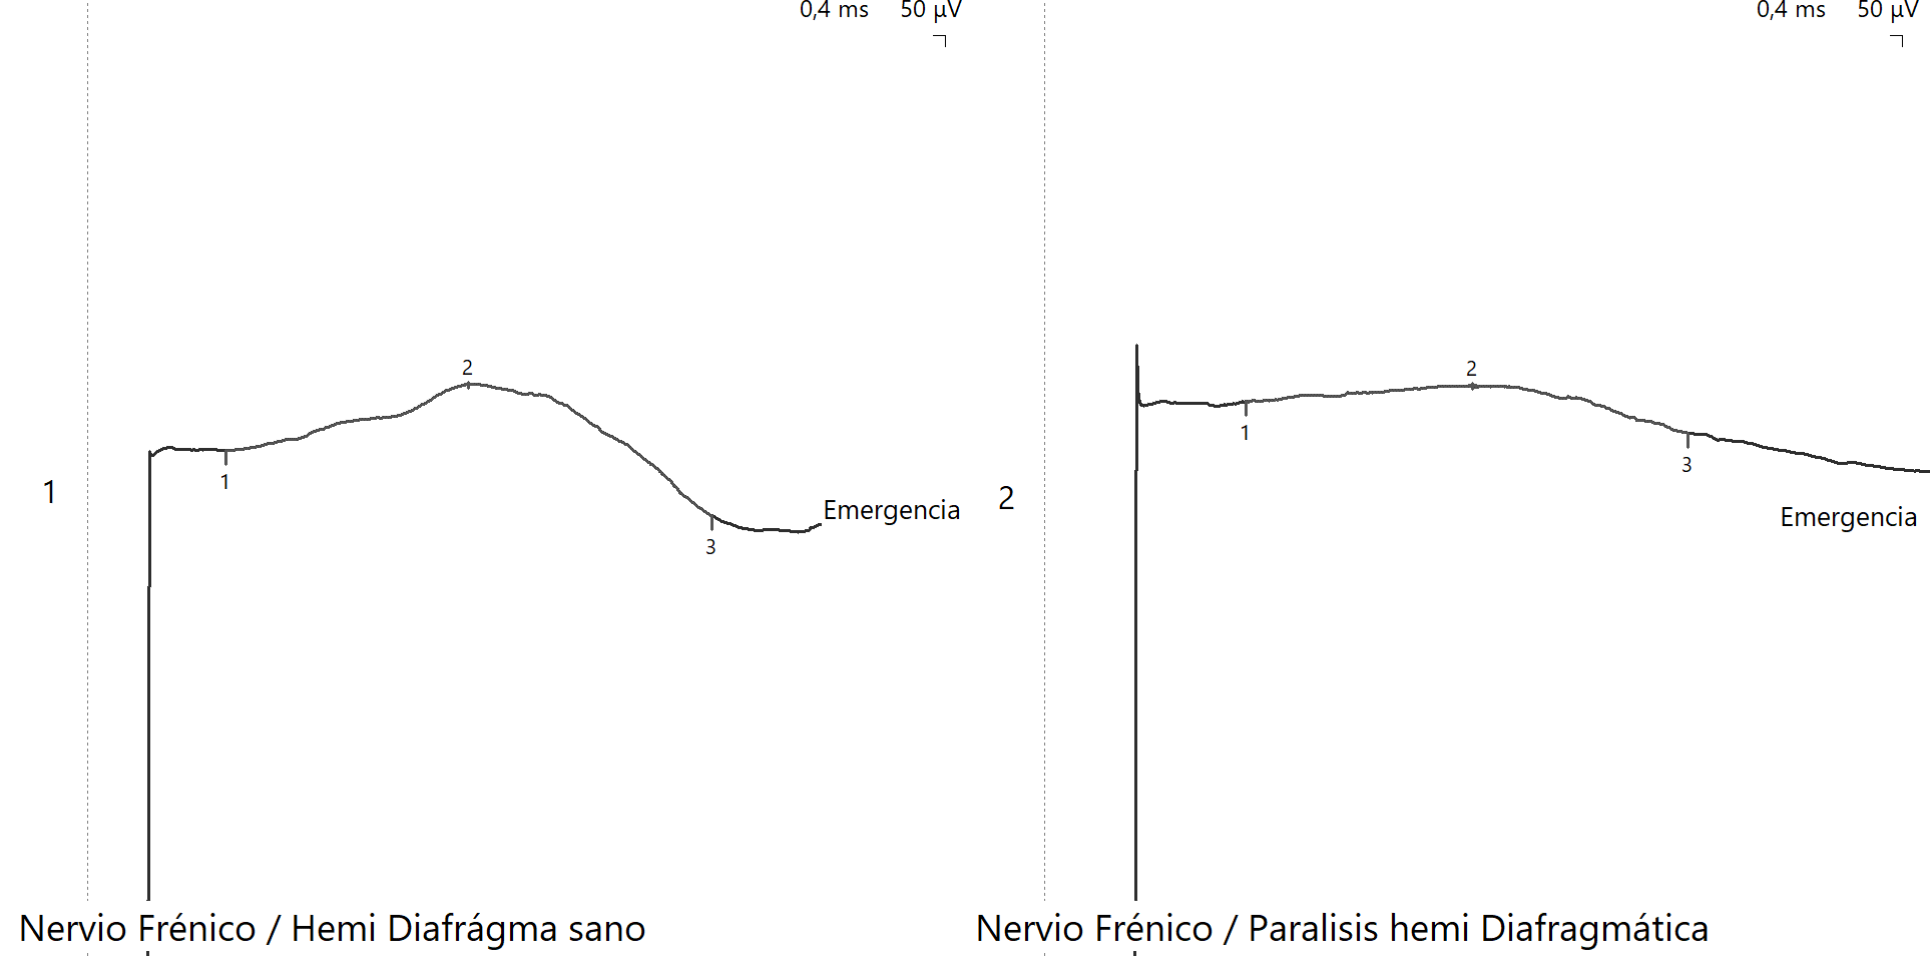 0,4 ms 50 µV
2
1
1
3
Emergencia
Nervio Frénico / Hemi Diafrágma sano
0,4 ms 50 µV
2
1
2
3
Emergencia
Nervio Frénico / Paralisis hemi Diafragmática